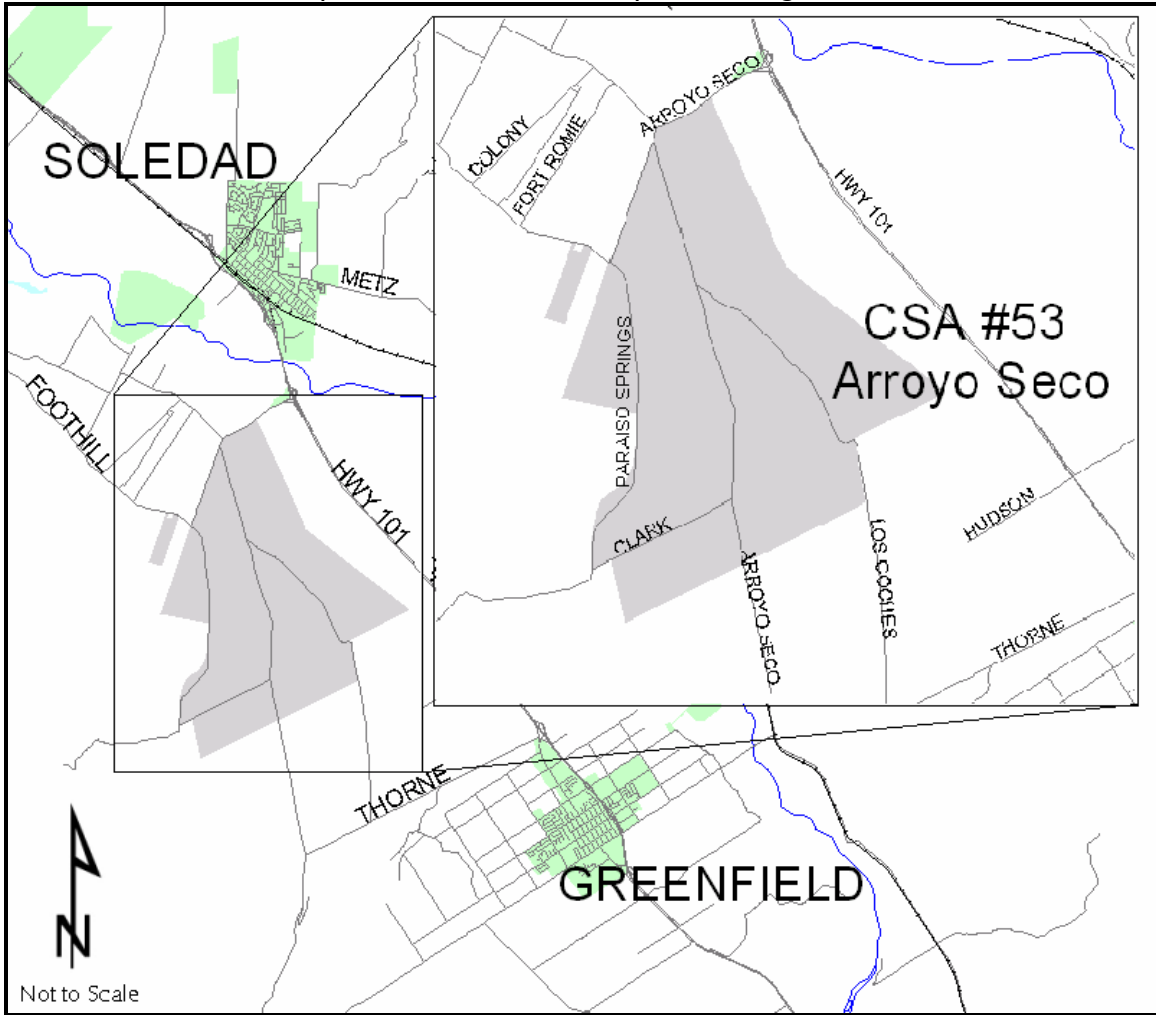 SOLEDAD
METZ
FOOTHILL
HWY 101
THORNE
GREENFIELD
N
Not to Scale
ARROYO SECO
COLONY
FORT ROMIE
HWY 101
CSA #53
Arroyo Seco
PARAISO SPRINGS
CLARK
ARROYO SECO
LOS COCHES
HUDSON
THORNE